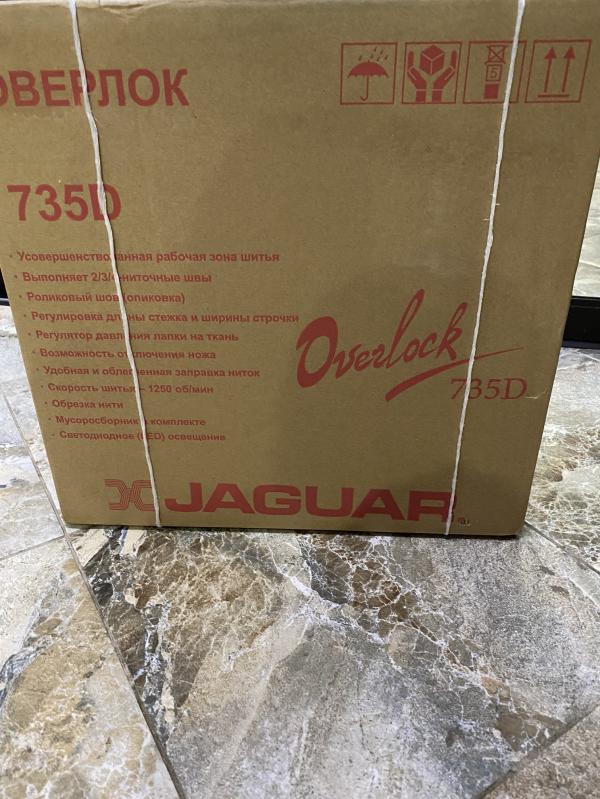 ОВЕРЛОК
5
735D
· Усовершенствованная рабочая зона шитья
· Выполняет 2/3/4-ниточные швы
· Роликовый шов (опиковка)
· Регулировка длины стежка и ширины строчки
· Регулятор давления лапки на ткань
· Возможность отключения ножа
· Удобная и облегченная заправка ниток
· Скорость шитья – 1250 об/мин
· Обрезка нити
· Мусоросборник в комплекте
· Светодиодное (LED) освещение
Overlock
735D
JAGUAR